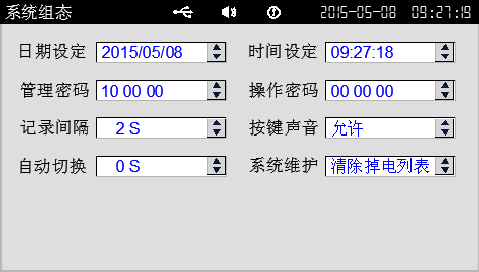 系统组态 2015-05-08 09:27:19
日期设定 2015/05/08 时间设定 09:27:18
管理密码 10 00 00 操作密码 00 00 00
记录间隔 2 S 按键声音 允许
自动切换 0 S 系统维护 清除掉电列表